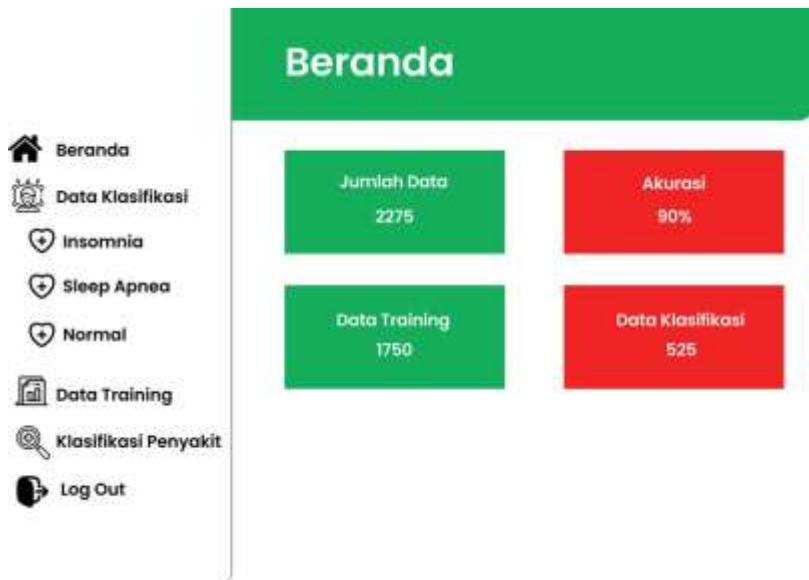 Beranda
Beranda
Data Klasifikasi
Insomnia
Sleep Apnea
Normal
Data Training
Klasifikasi Penyakit
Log Out
Jumlah Data
2275
Akurasi
90%
Data Training
1750
Data Klasifikasi
525